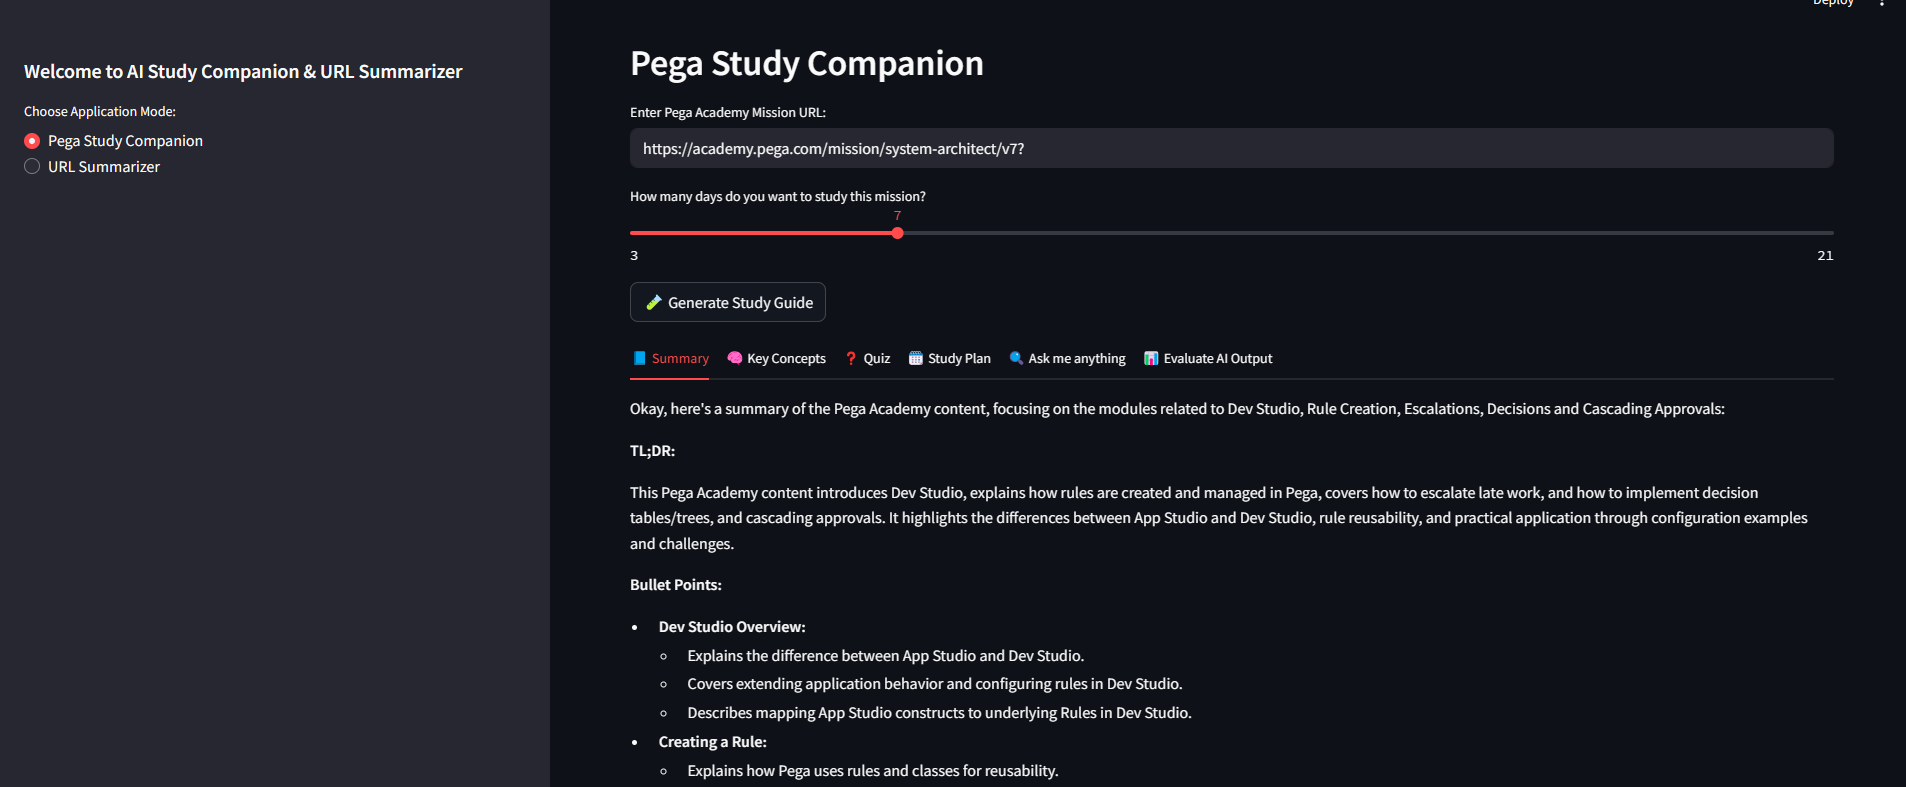 Deploy
Welcome to AI Study Companion & URL Summarizer
Choose Application Mode:
Pega Study Companion
URL Summarizer
Pega Study Companion
Enter Pega Academy Mission URL:
https://academy.pega.com/mission/system-architect/v7?
How many days do you want to study this mission?
7
3
21
Generate Study Guide
Summary
Key Concepts
Quiz
Study Plan
Ask me anything
Evaluate AI Output
Okay, here's a summary of the Pega Academy content, focusing on the modules related to Dev Studio, Rule Creation, Escalations, Decisions and Cascading Approvals:
TL;DR:
This Pega Academy content introduces Dev Studio, explains how rules are created and managed in Pega, covers how to escalate late work, and how to implement decision
tables/trees, and cascading approvals. It highlights the differences between App Studio and Dev Studio, rule reusability, and practical application through configuration examples
and challenges.
Bullet Points:
• Dev Studio Overview:
◦ Explains the difference between App Studio and Dev Studio.
◦ Covers extending application behavior and configuring rules in Dev Studio.
◦ Describes mapping App Studio constructs to underlying Rules in Dev Studio.
• Creating a Rule:
◦ Explains how Pega uses rules and classes for reusability.